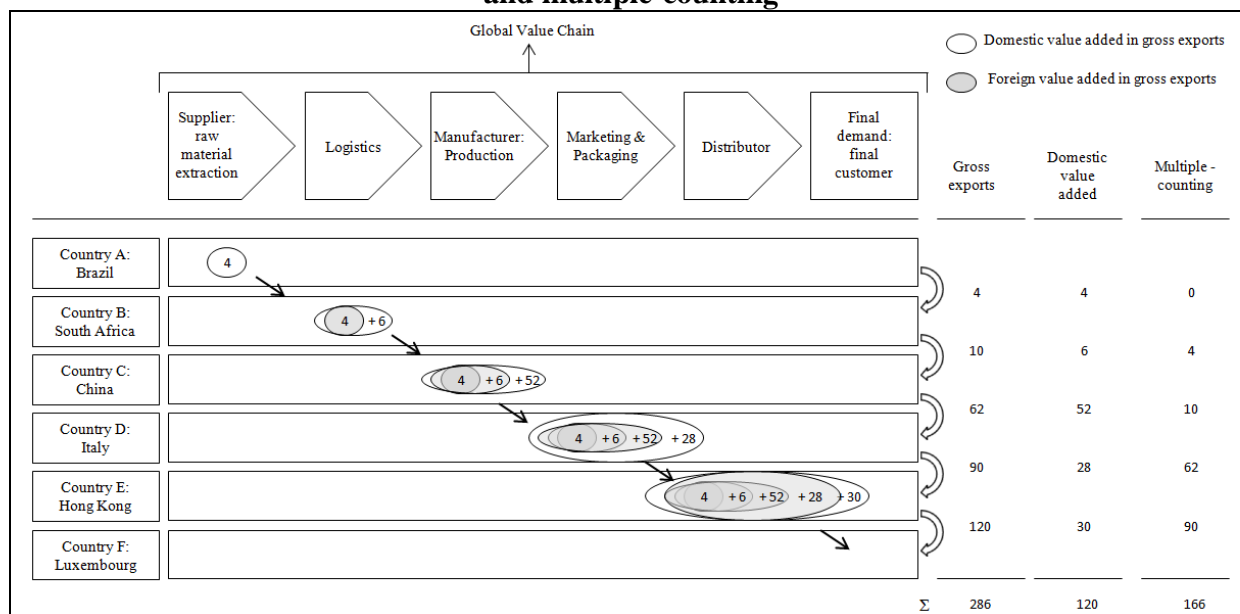 and multiple-counting
Global Value Chain
Domestic value added in gross exports
Foreign value added in gross exports
Supplier:
raw
material
extraction
Logistics
Manufacturer:
Production
Marketing &
Packaging
Distributor
Final
demand:
final
customer
Gross
exports
Domestic
value
added
Multiple -
counting
Country A:
Brazil
4
4 4 0
Country B:
South Africa
4 + 6
10 6 4
Country C:
China
4 + 6 + 52
62 52 10
Country D:
Italy
4 + 6 + 52 + 28
90 28 62
Country E:
Hong Kong
4 + 6 + 52 + 28 + 30
120 30 90
Country F:
Luxembourg
Σ 286 120 166